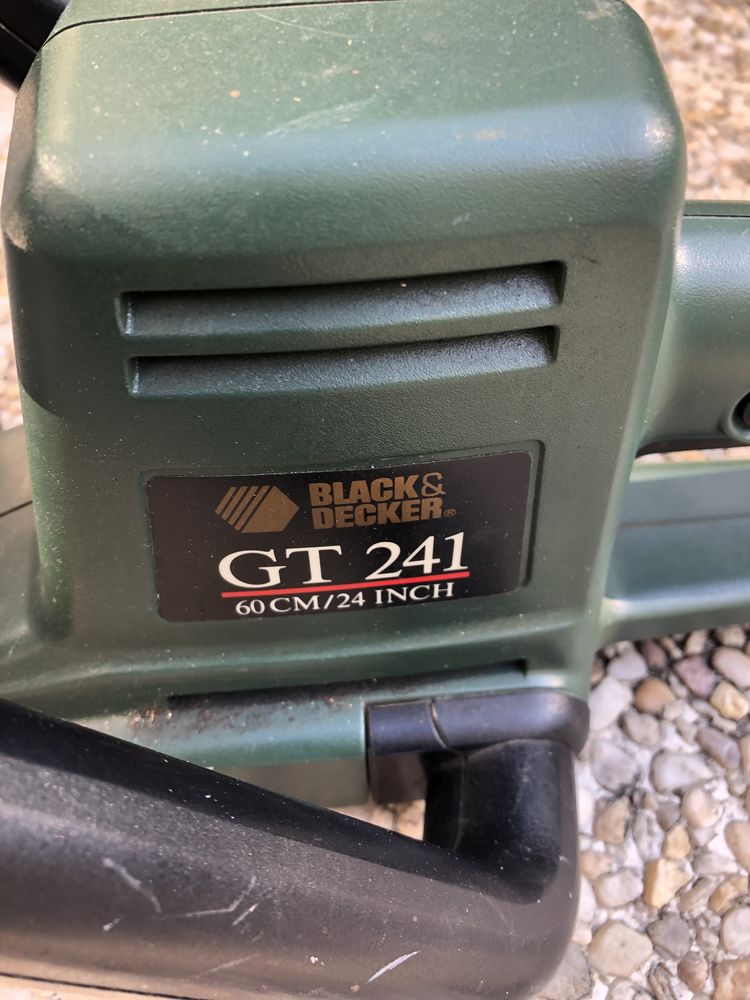 BLACK&
DECKER®
GT 241
60 CM/24 INCH